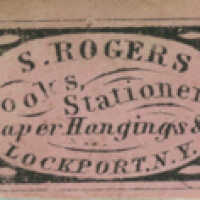 S. ROGERS
ooks,
Stationer
aper Hangings &
LOCKPORT, N.Y.